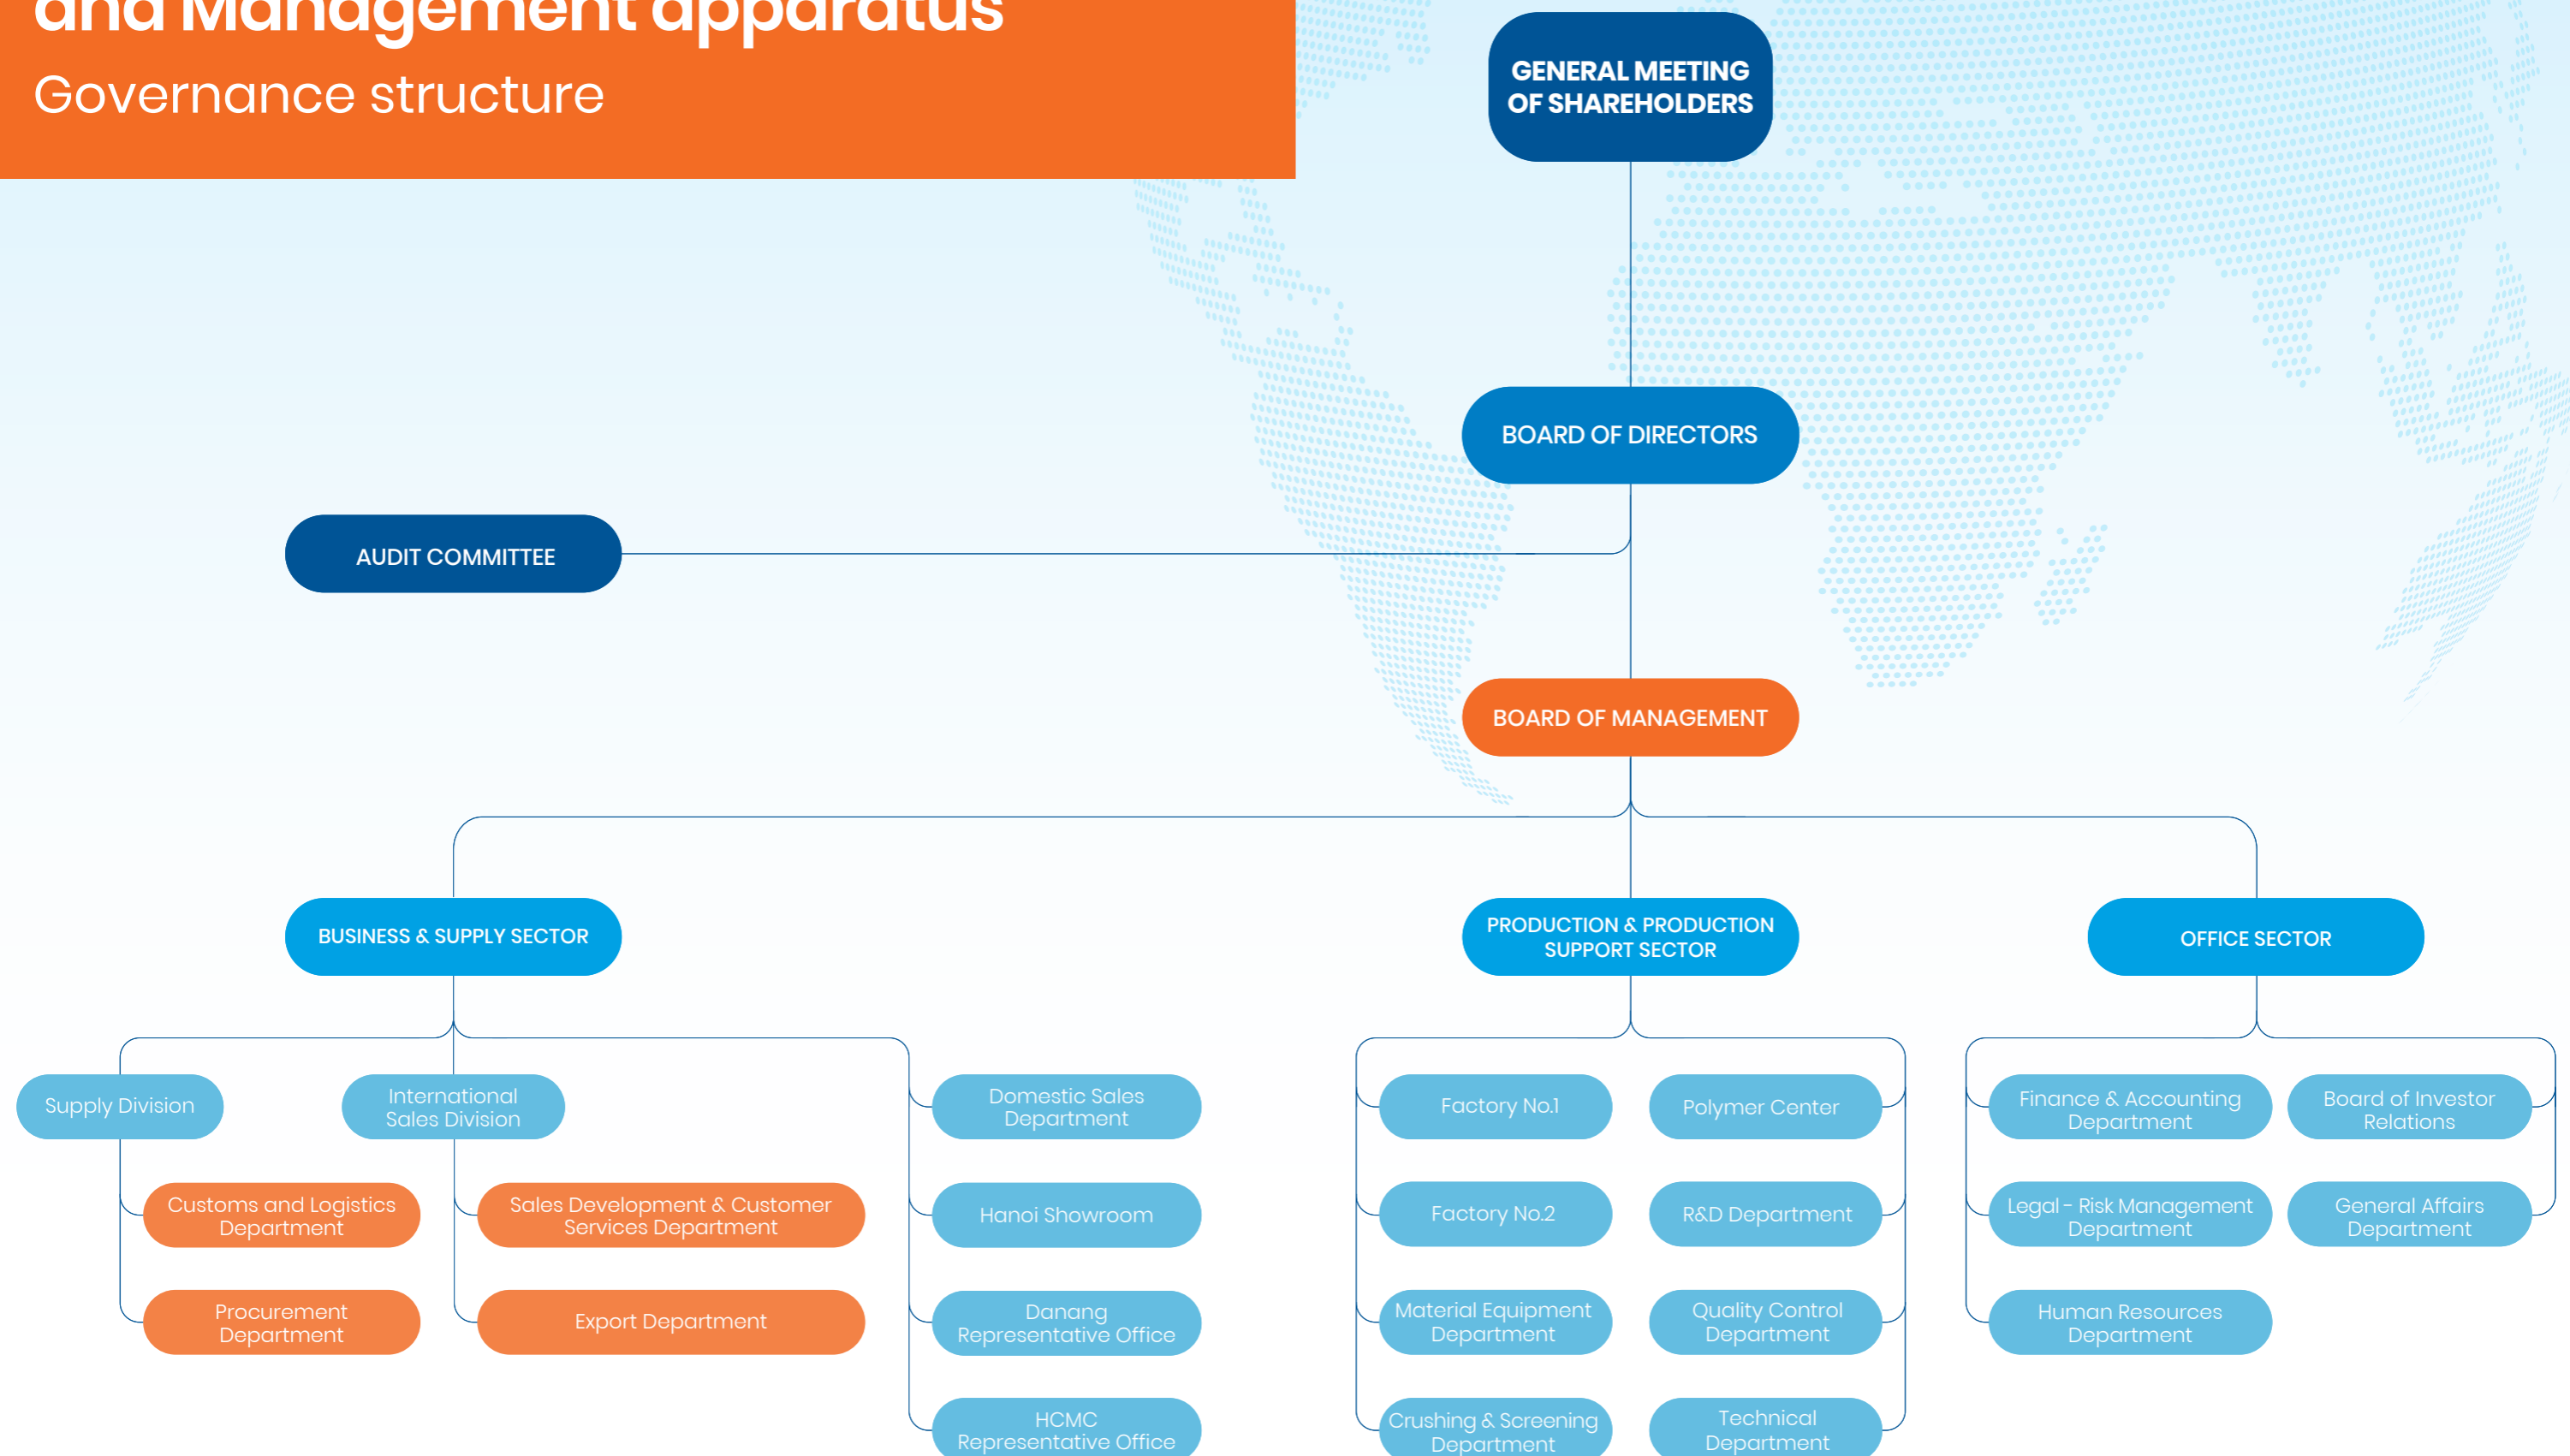 and Management apparatus
Governance structure
GENERAL MEETING
OF SHAREHOLDERS
BOARD OF DIRECTORS
AUDIT COMMITTEE
BOARD OF MANAGEMENT
BUSINESS & SUPPLY SECTOR
PRODUCTION & PRODUCTION
SUPPORT SECTOR
OFFICE SECTOR
Supply Division
Customs and Logistics
Department
Procurement
Department
International
Sales Division
Sales Development & Customer
Services Department
Export Department
Domestic Sales
Department
Hanoi Showroom
Danang
Representative Office
HCMC
Representative Office
Factory No.1
Factory No.2
Material Equipment
Department
Crushing & Screening
Department
Polymer Center
R&D Department
Quality Control
Department
Technical
Department
Finance & Accounting
Department
Legal - Risk Management
Department
Human Resources
Department
Board of Investor
Relations
General Affairs
Department